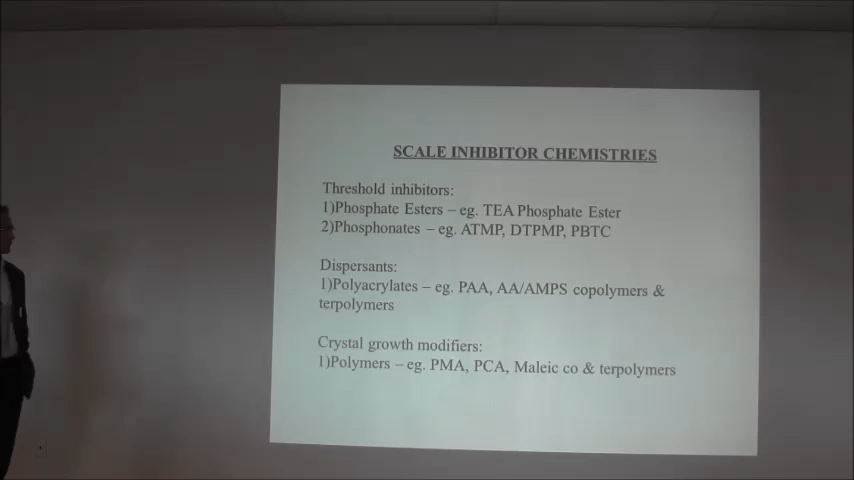 SCALE INHIBITOR CHEMISTRIES
Threshold inhibitors:
1)Phosphate Esters – eg. TEA Phosphate Ester
2)Phosphonates – eg. ATMP, DTPMP, PBTC
Dispersants:
1)Polyacrylates – eg. PAA, AA/AMPS copolymers &
terpolymers
Crystal growth modifiers:
1)Polymers – eg. PMA, PCA, Maleic co & terpolymers